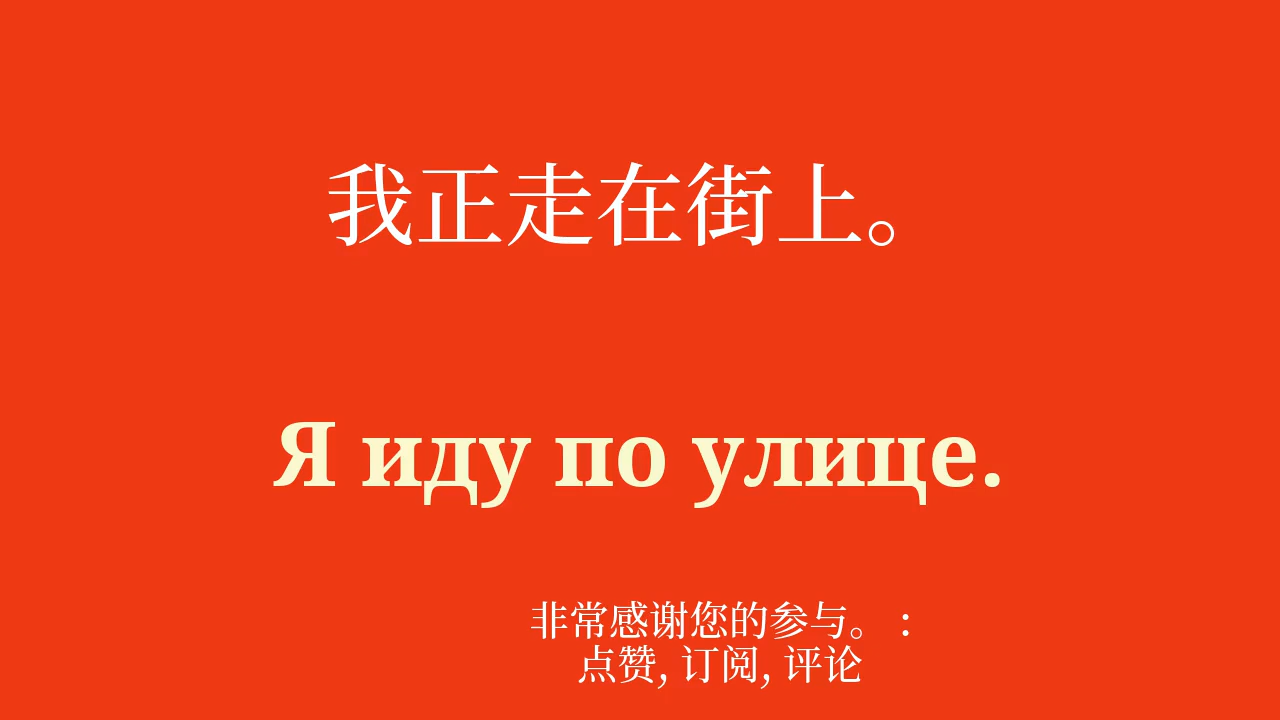 我正走在街上。
Я иду по улице.
非常感谢您的参与。 :
点赞, 订阅, 评论